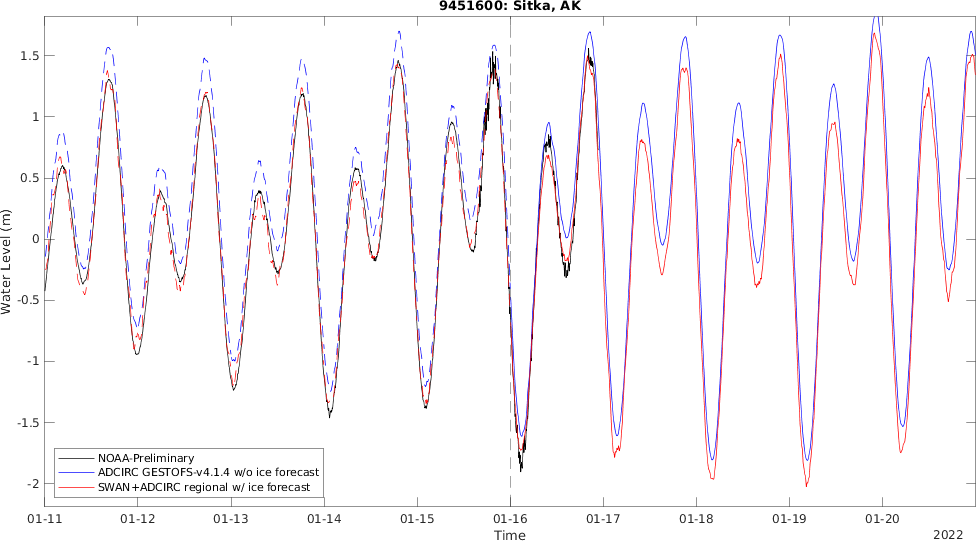 9451600: Sitka, AK
Water Level (m)
1.5
1
0.5
0
-0.5
-1
-1.5
-2
NOAA-Preliminary
ADCIRC GESTOFS-v4.1.4 w/o ice forecast
SWAN+ADCIRC regional w/ ice forecast
01-11 01-12 01-13 01-14 01-15 01-16 01-17 01-18 01-19 01-20
Time
2022